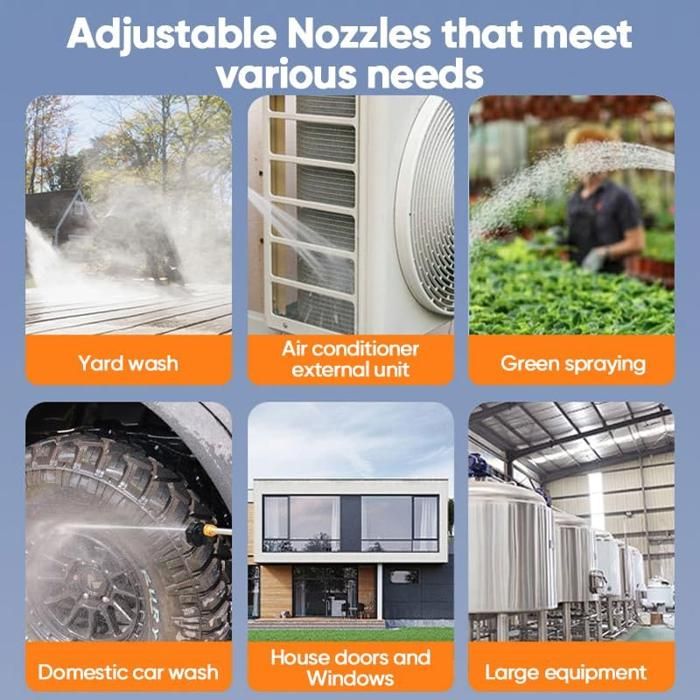 Adjustable Nozzles that meet
various needs
Yard wash
Air conditioner
external unit
Green spraying
Domestic car wash
House doors and
Windows
Large equipment